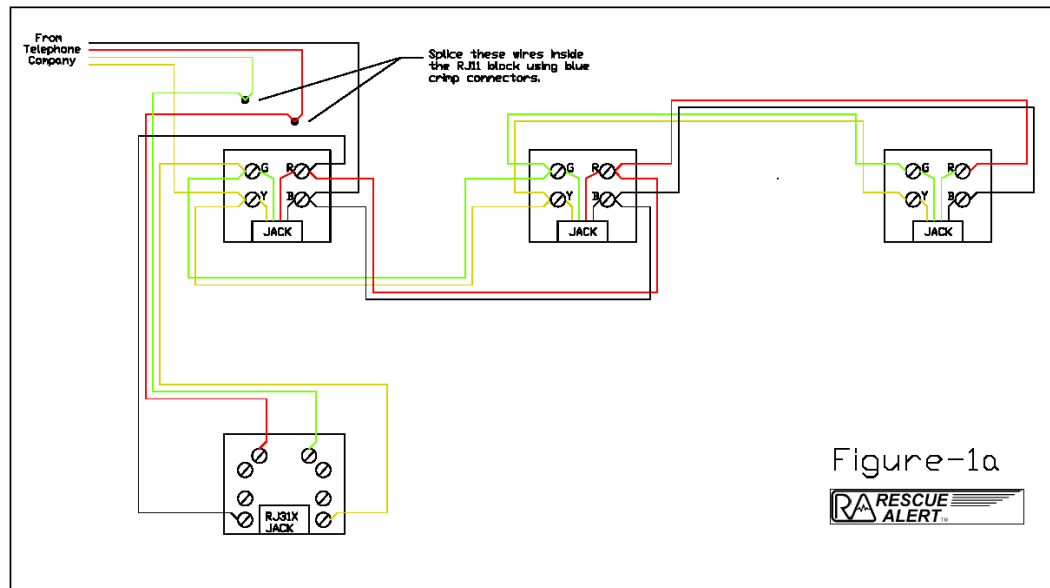 From
Telephone
Company
Splice these wires inside
the RJ11 block using blue
crimp connectors.
G R
Y B
JACK
G R
Y B
JACK
G R
Y B
JACK
RJ31X
JACK
Figure-1a
RA RESCUE
ALERT TM